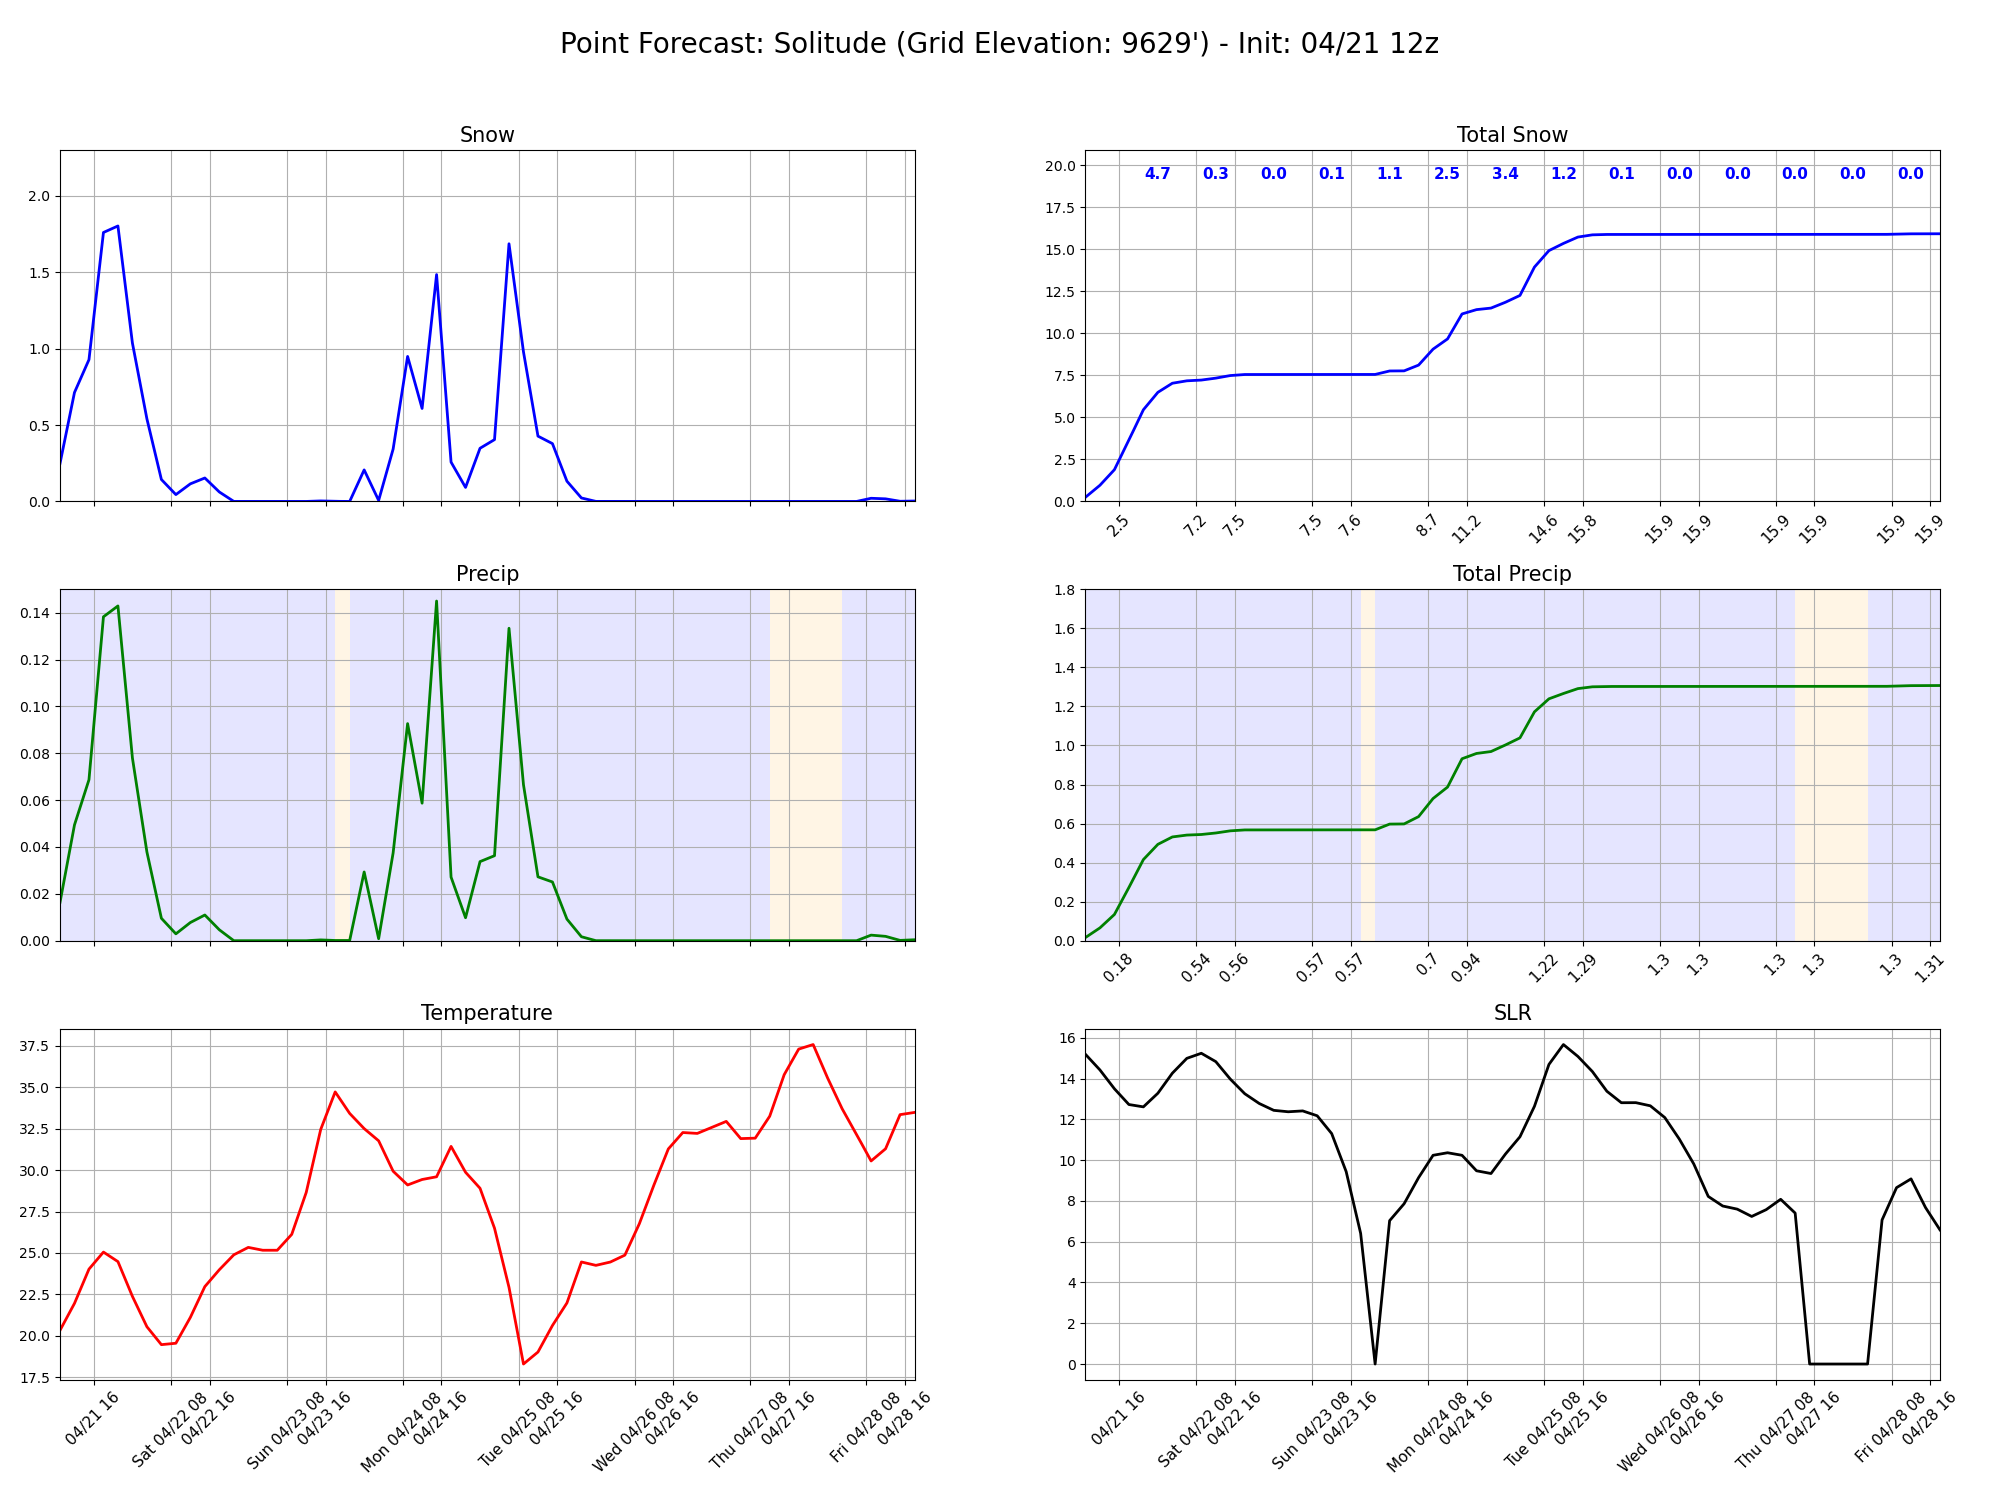 Point Forecast: Solitude (Grid Elevation: 9629') - Init: 04/21 12z
Snow
2.0
1.5
1.0
0.5
0.0
Total Snow
20.0
17.5
15.0
12.5
10.0
7.5
5.0
2.5
0.0
4.7 0.3 0.0 0.1 1.1 2.5 3.4 1.2 0.1 0.0 0.0 0.0 0.0 0.0
2.5 7.2 7.5 7.5 7.6 8.7 11.2 14.6 15.8 15.9 15.9 15.9 15.9 15.9 15.9
Precip
0.14
0.12
0.10
0.08
0.06
0.04
0.02
0.00
Total Precip
1.8
1.6
1.4
1.2
1.0
0.8
0.6
0.4
0.2
0.0
0.18 0.54 0.56 0.57 0.57 0.7 0.94 1.22 1.29 1.3 1.3 1.3 1.3 1.3 1.31
Temperature
37.5
35.0
32.5
30.0
27.5
25.0
22.5
20.0
17.5
04/21 16
Sat 04/22 08
04/22 16
Sun 04/23 08
04/23 16
Mon 04/24 08
04/24 16
Tue 04/25 08
04/25 16
Wed 04/26 08
04/26 16
Thu 04/27 08
04/27 16
Fri 04/28 08
04/28 16
SLR
16
14
12
10
8
6
4
2
0
04/21 16
Sat 04/22 08
04/22 16
Sun 04/23 08
04/23 16
Mon 04/24 08
04/24 16
Tue 04/25 08
04/25 16
Wed 04/26 08
04/26 16
Thu 04/27 08
04/27 16
Fri 04/28 08
04/28 16